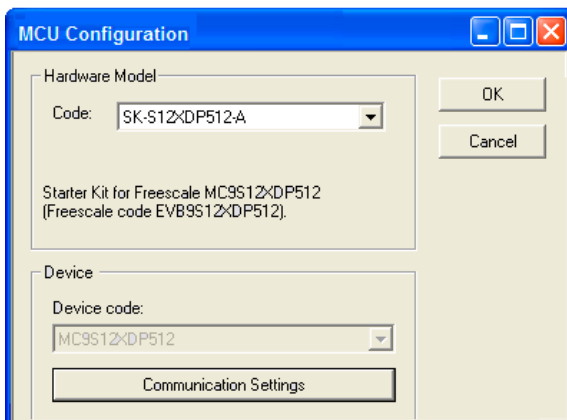 MCU Configuration
Hardware Model
Code: SK-S12XDP512-A
OK
Cancel
Starter Kit for Freescale MC9S12XDP512
(Freescale code EVB9S12XDP512).
Device
Device code:
MC9S12XDP512
Communication Settings